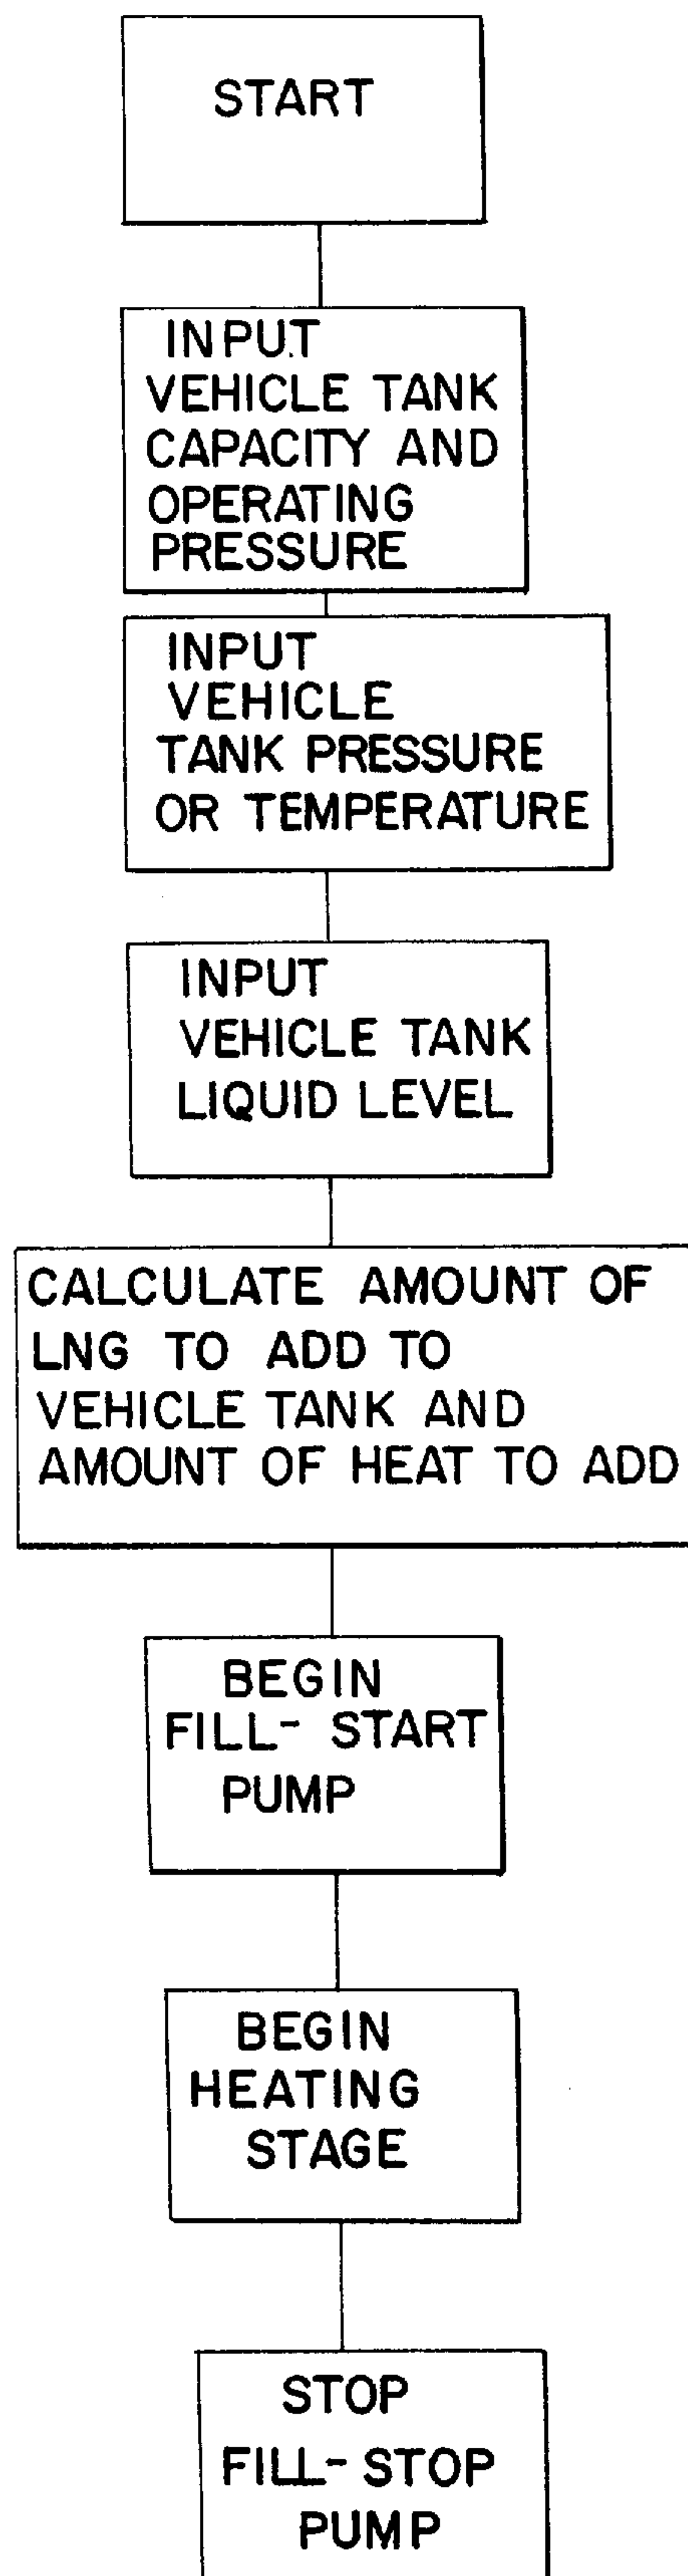 START
INPUT
VEHICLE TANK
CAPACITY AND
OPERATING
PRESSURE
INPUT
VEHICLE
TANK PRESSURE
OR TEMPERATURE
INPUT
VEHICLE TANK
LIQUID LEVEL
CALCULATE AMOUNT OF
LNG TO ADD TO
VEHICLE TANK AND
AMOUNT OF HEAT TO ADD
BEGIN
FILL- START
PUMP
BEGIN
HEATING
STAGE
STOP
FILL- STOP
PUMP